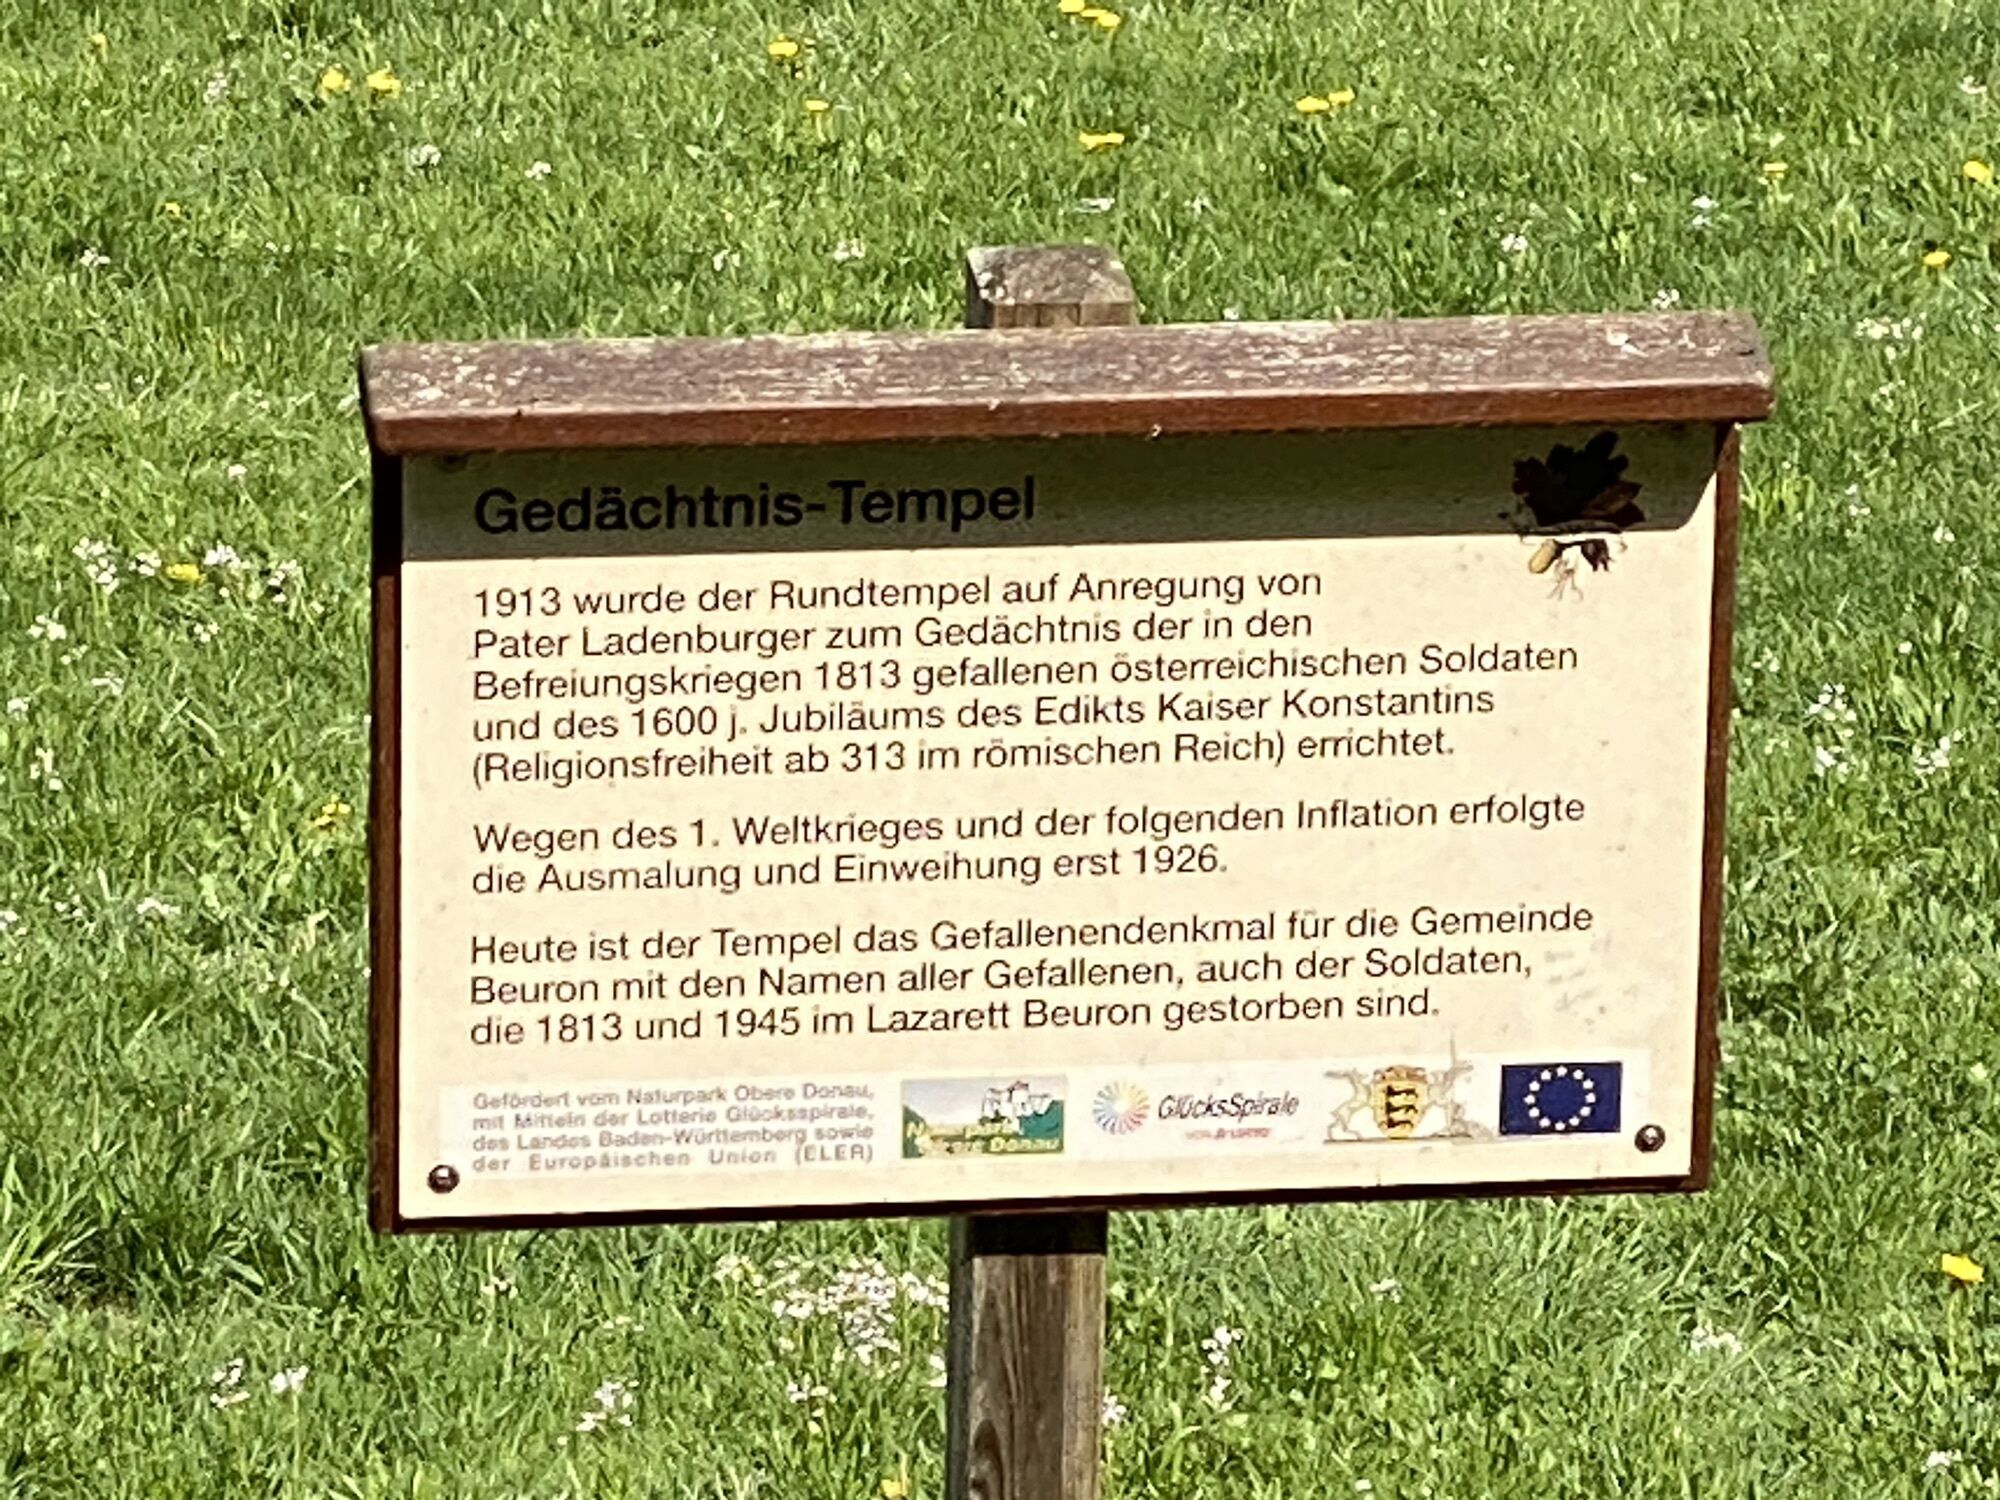 Gedächtnis-Tempel
1913 wurde der Rundtempel auf Anregung von
Pater Ladenburger zum Gedächtnis der in den
Befreiungskriegen 1813 gefallenen österreichischen Soldaten
und des 1600 j. Jubiläums des Edikts Kaiser Konstantins
(Religionsfreiheit ab 313 im römischen Reich) errichtet.
Wegen des 1. Weltkrieges und der folgenden Inflation erfolgte
die Ausmalung und Einweihung erst 1926.
Heute ist der Tempel das Gefallenendenkmal für die Gemeinde
Beuron mit den Namen aller Gefallenen, auch der Soldaten,
die 1813 und 1945 im Lazarett Beuron gestorben sind.
Gefördert vom Naturpark Obere Donau,
mit Mitteln der Lotterie Glücksspirale,
des Landes Baden-Württemberg sowie
der Europäischen Union (ELER)
Naturpark
Obere Donau
GlücksSpirale